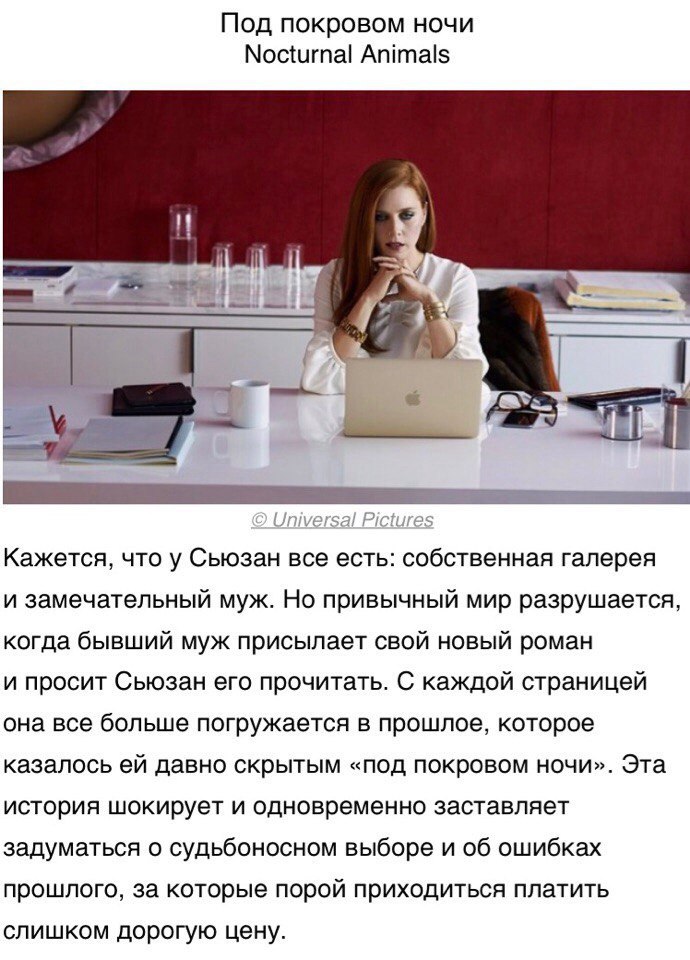 Под покровом ночи
Nocturnal Animals
© Universal Pictures
Кажется, что у Сьюзан все есть: собственная галерея
и замечательный муж. Но привычный мир разрушается,
когда бывший муж присылает свой новый роман
и просит Сьюзан его прочитать. С каждой страницей
она все больше погружается в прошлое, которое
казалось ей давно скрытым «под покровом ночи». Эта
история шокирует и одновременно заставляет
задуматься о судьбоносном выборе и об ошибках
прошлого, за которые порой приходиться платить
слишком дорогую цену.